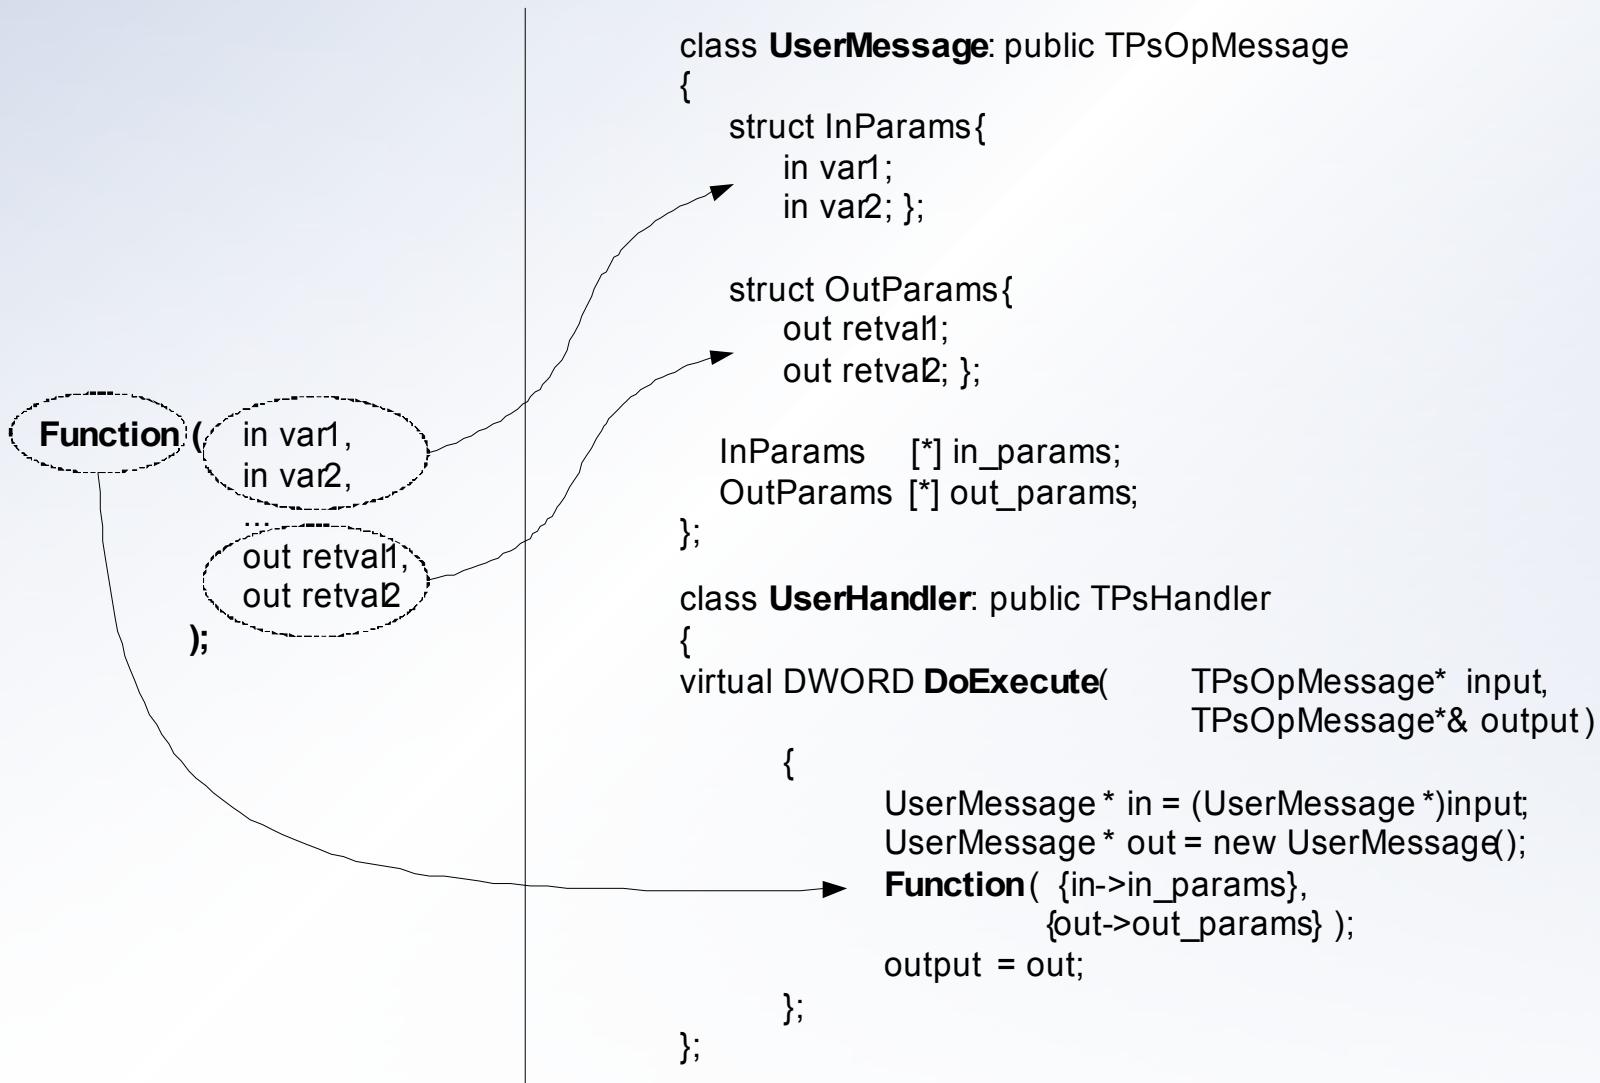 Function (
in var1,
in var2,
...
out retval1,
out retval2
);
class UserMessage: public TPsOpMessage
{
struct InParams{
in var1;
in var2; };
struct OutParams{
out retval1;
out retval2; };
InParams [*] in_params;
OutParams [*] out_params;
};
class UserHandler: public TPsHandler
{
virtual DWORD DoExecute( TPsOpMessage* input,
TPsOpMessage*& output)
{
UserMessage * in = (UserMessage *)input;
UserMessage * out = new UserMessage();
Function ( {in->in_params},
{out->out_params} );
output = out;
};
};